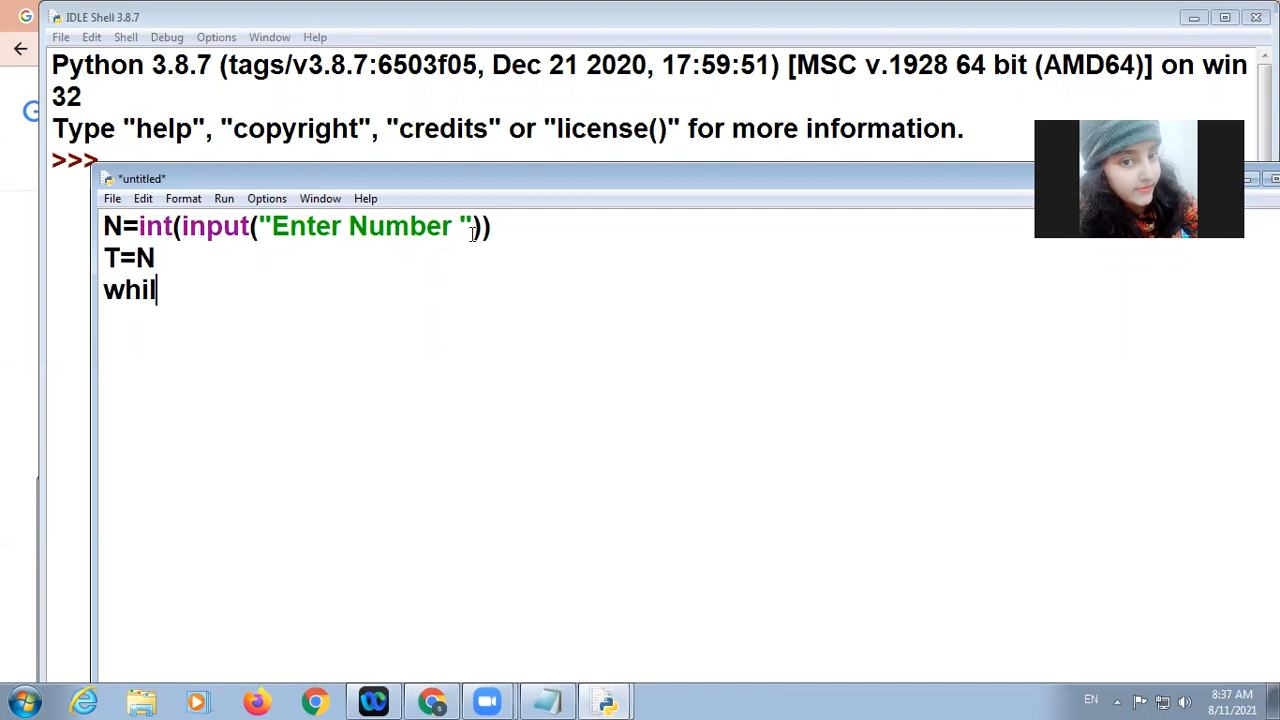 IDLE Shell 3.8.7
File Edit Shell Debug Options Window Help
Python 3.8.7 (tags/v3.8.7:6503f05, Dec 21 2020, 17:59:51) [MSC v.1928 64 bit (AMD64)] on win
32
Type "help", "copyright", "credits" or "license()" for more information.
>>>
*untitled*
File Edit Format Run Options Window Help
N=int(input("Enter Number "))
T=N
whil
EN
8:37 AM
8/11/2021